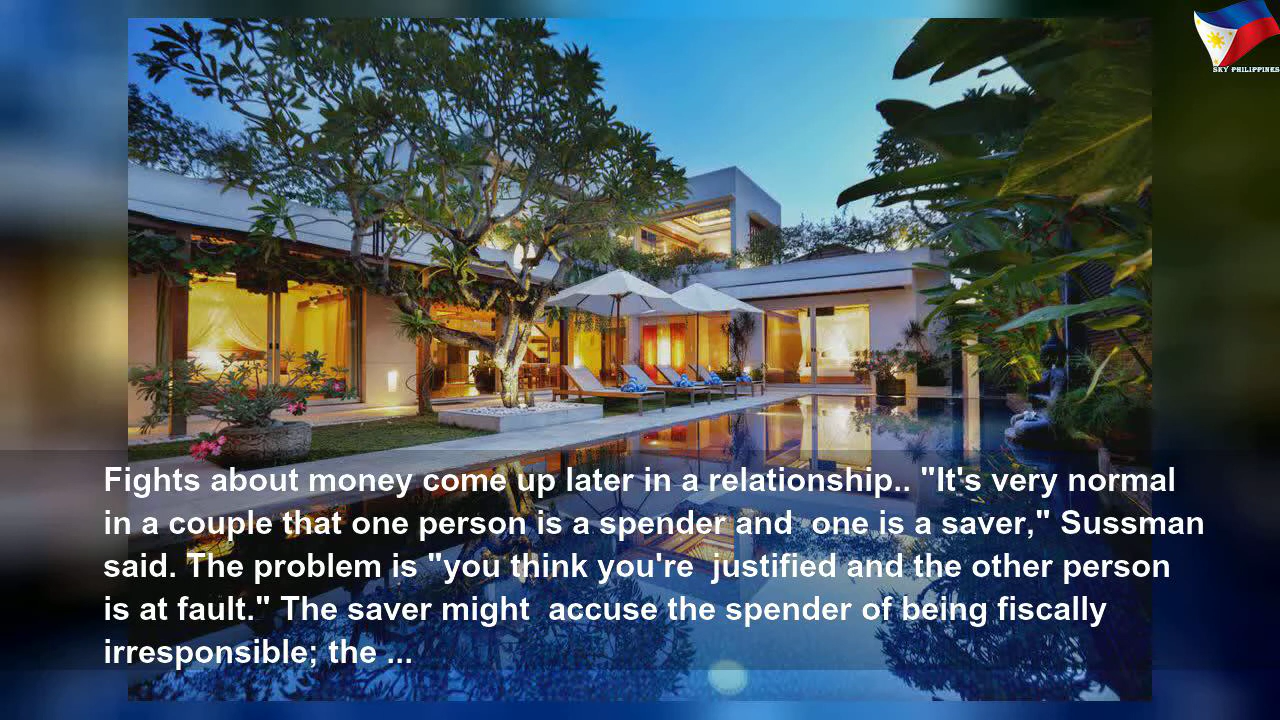 SKY PHILIPPINES
Fights about money come up later in a relationship.. "It's very normal
in a couple that one person is a spender and  one is a saver," Sussman
said. The problem is "you think you're  justified and the other person
is at fault." The saver might  accuse the spender of being fiscally
irresponsible; the ...